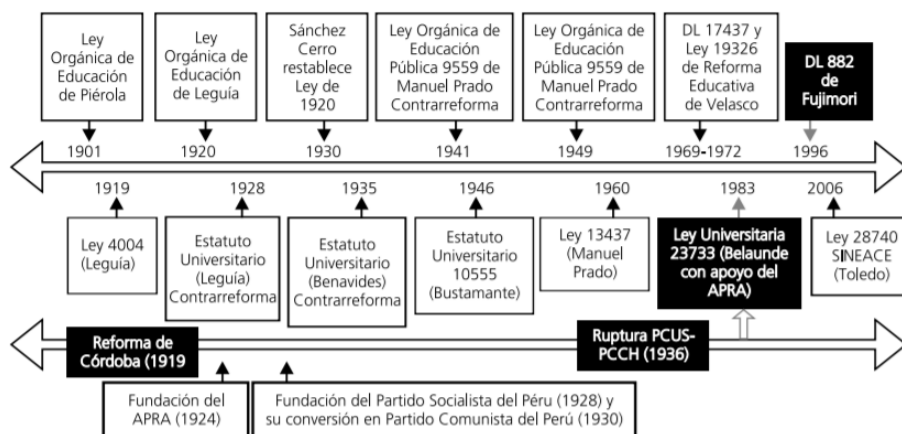 Ley
Orgánica de
Educación
de Piérola
Ley
Orgánica de
Educación
de Leguía
Sánchez
Cerro
restablece
Ley de
1920
Ley Orgánica de
Educación
Pública 9559 de
Manuel Prado
Contrarreforma
Ley Orgánica de
Educación
Pública 9559 de
Manuel Prado
Contrarreforma
DL 17437 y
Ley 19326
de Reforma
Educativa
de Velasco
DL 882
de
Fujimori
1901
1920
1930
1941
1949
1969-1972
1996
1919
1928
1935
1946
1960
1983
2006
Ley 4004
(Leguía)
Estatuto
Universitario
(Leguía)
Contrarreforma
Estatuto
Universitario
(Benavides)
Contrarreforma
Estatuto
Universitario
10555
(Bustamante)
Ley 13437
(Manuel
Prado)
Ley Universitaria
23733 (Belaunde
con apoyo del
APRA)
Ley 28740
SINEACE
(Toledo)
Reforma de
Córdoba (1919
Ruptura PCUS-
PCCH (1936)
Fundación del
APRA (1924)
Fundación del Partido Socialista del Péru (1928) y
su conversión en Partido Comunista del Perú (1930)